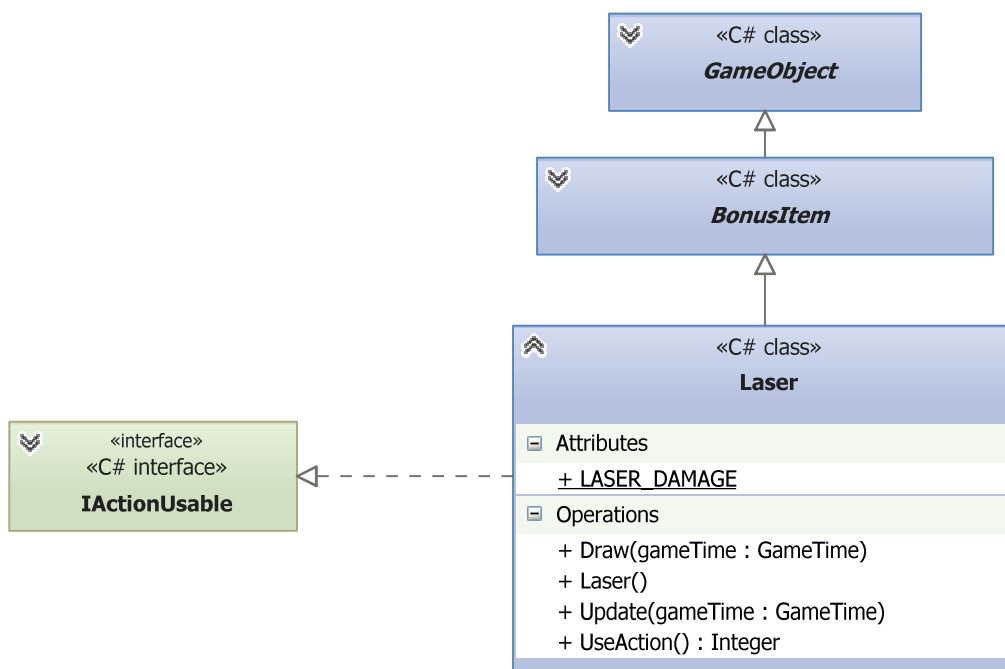 «C# class»
GameObject
«C# class»
BonusItem
«C# class»
Laser
Attributes
+ LASER_DAMAGE
Operations
+ Draw(gameTime : GameTime)
+ Laser()
+ Update(gameTime : GameTime)
+ UseAction() : Integer
«interface»
«C# interface»
IActionUsable